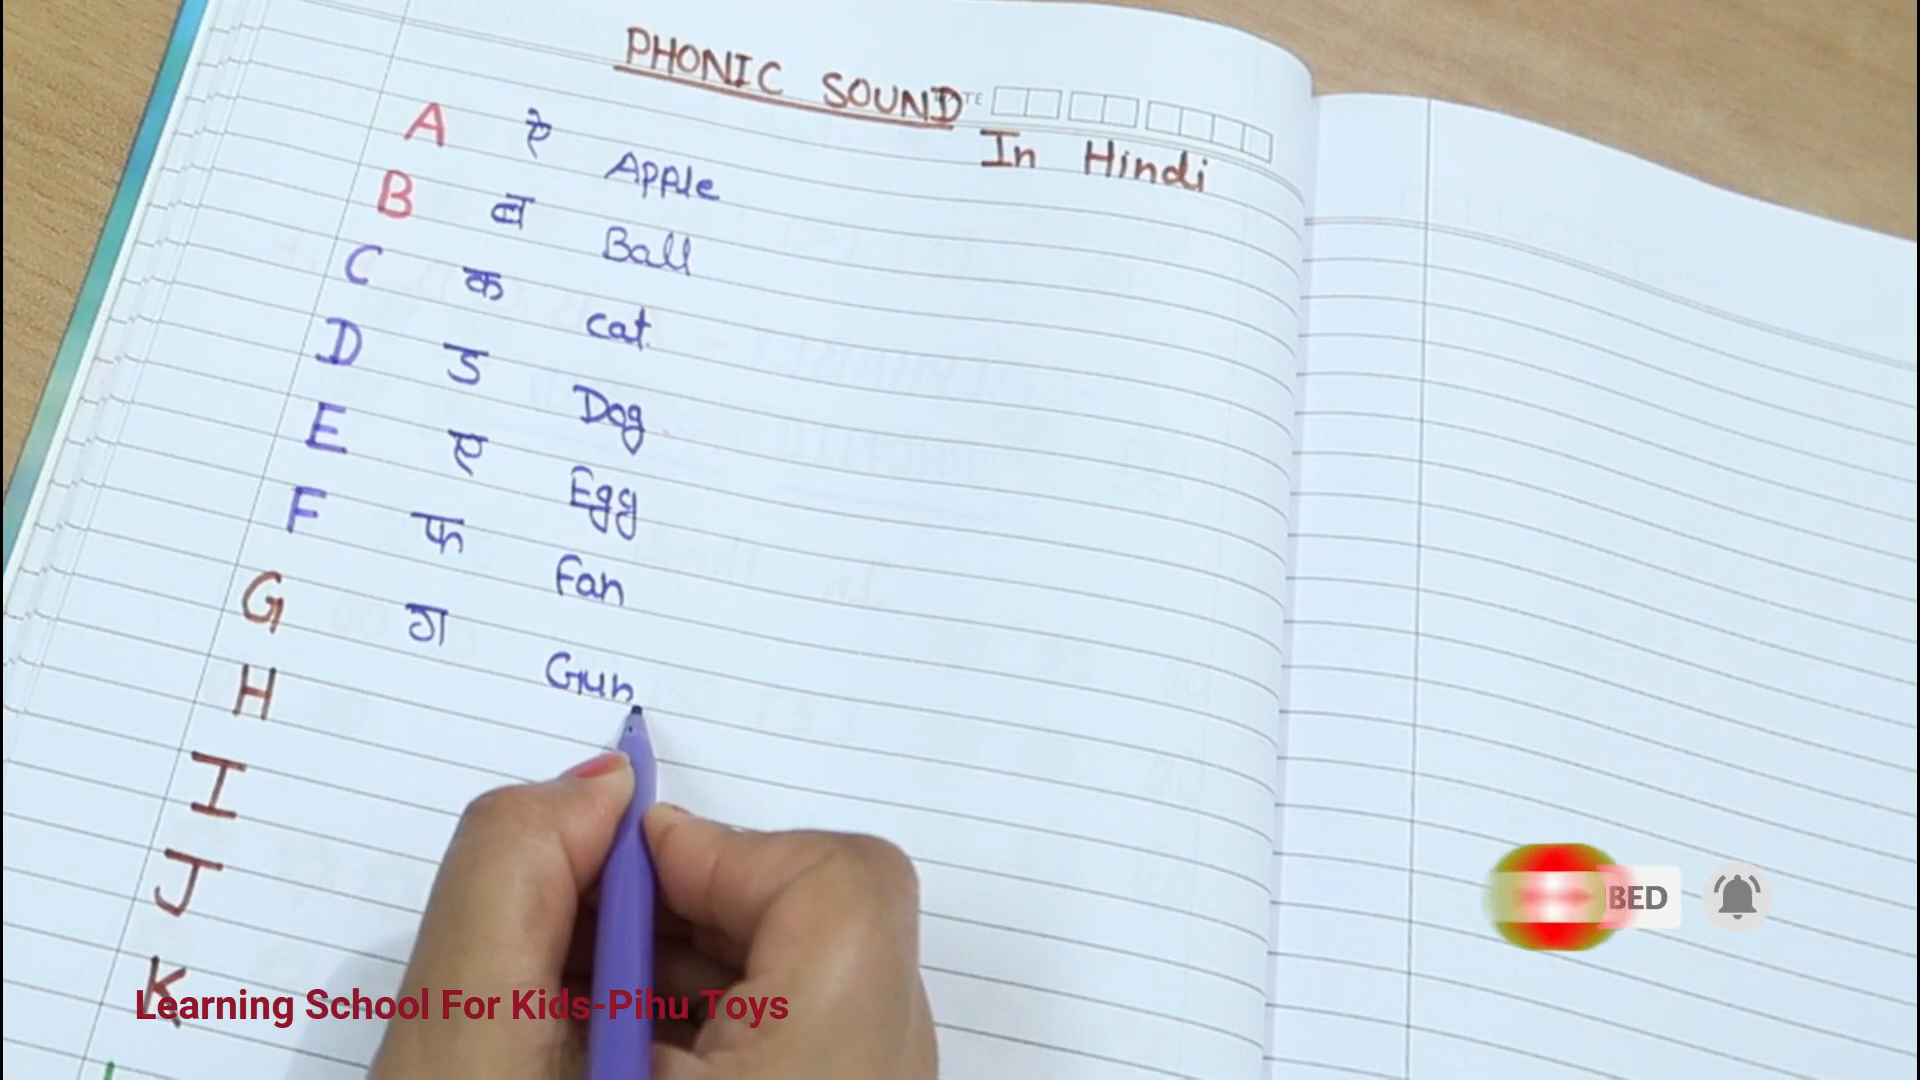 PHONIC SOUND
In Hindi
A ऐ Apple
B ब Ball
C क cat
D ड Dog
E ए Egg
F फ Fan
G ग Gun
H
I
J
K
BED
Learning School For Kids-Pihu Toys